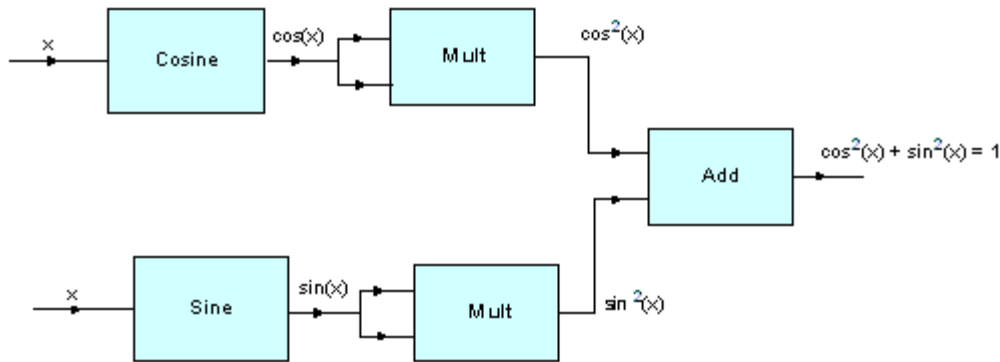 x
Cosine
cos(x)
Mult
cos²(x)
Add
cos²(x) + sin²(x) = 1
x
Sine
sin(x)
Mult
sin ²(x)